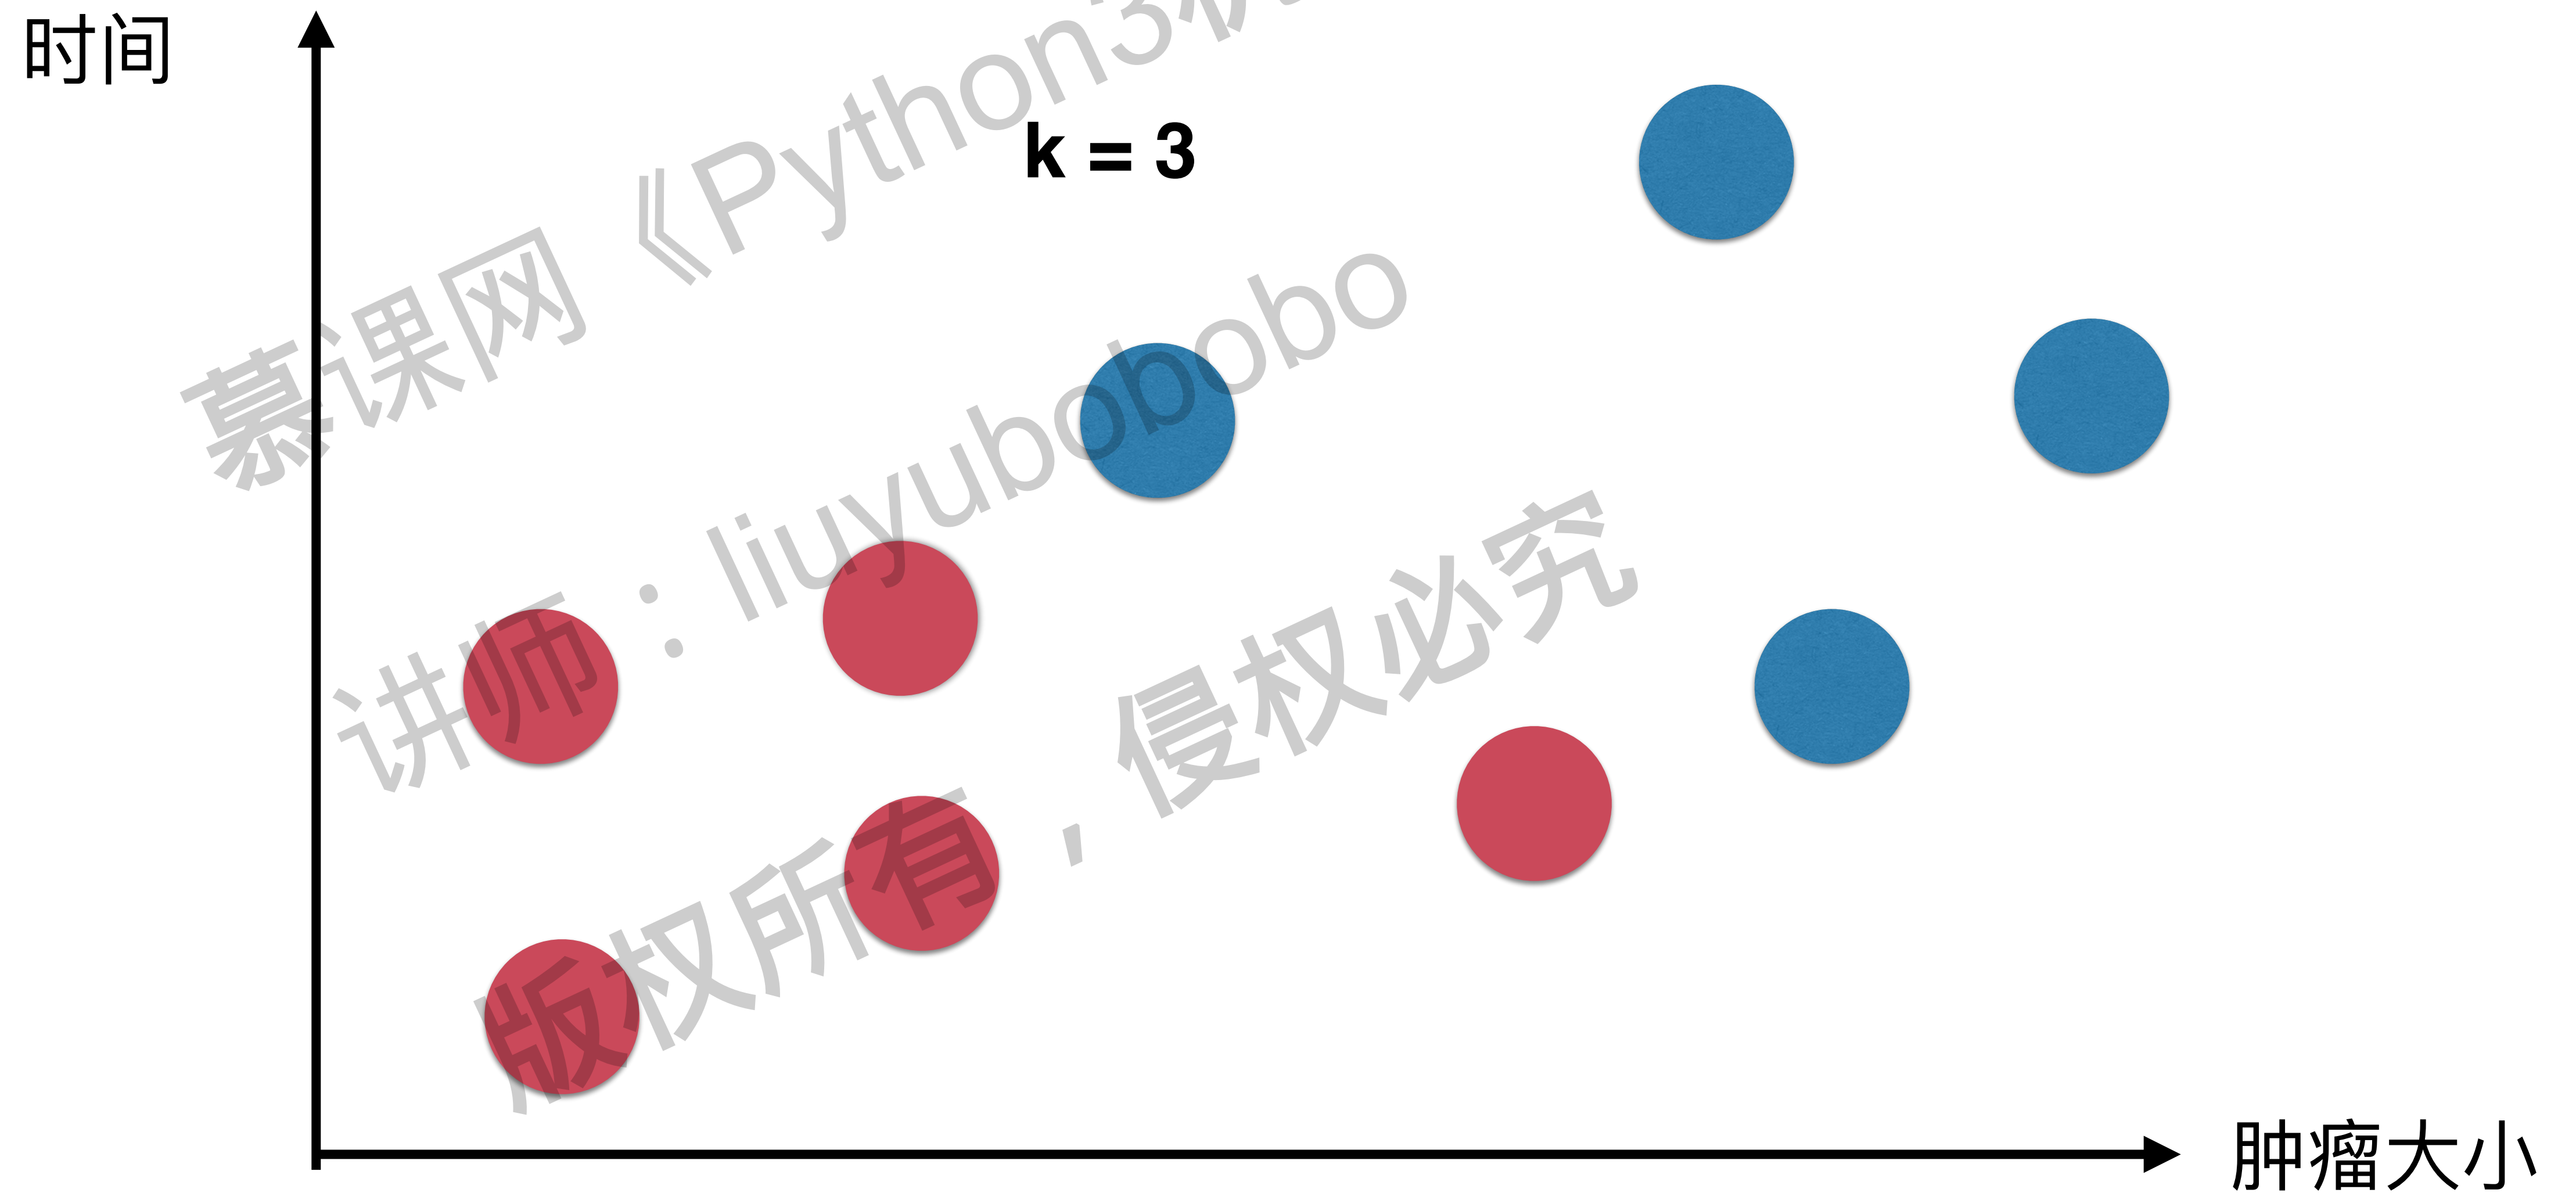 时间
k = 3
慕课网《Python3
讲师：liuyubobobo
版权所有，侵权必究
肿瘤大小